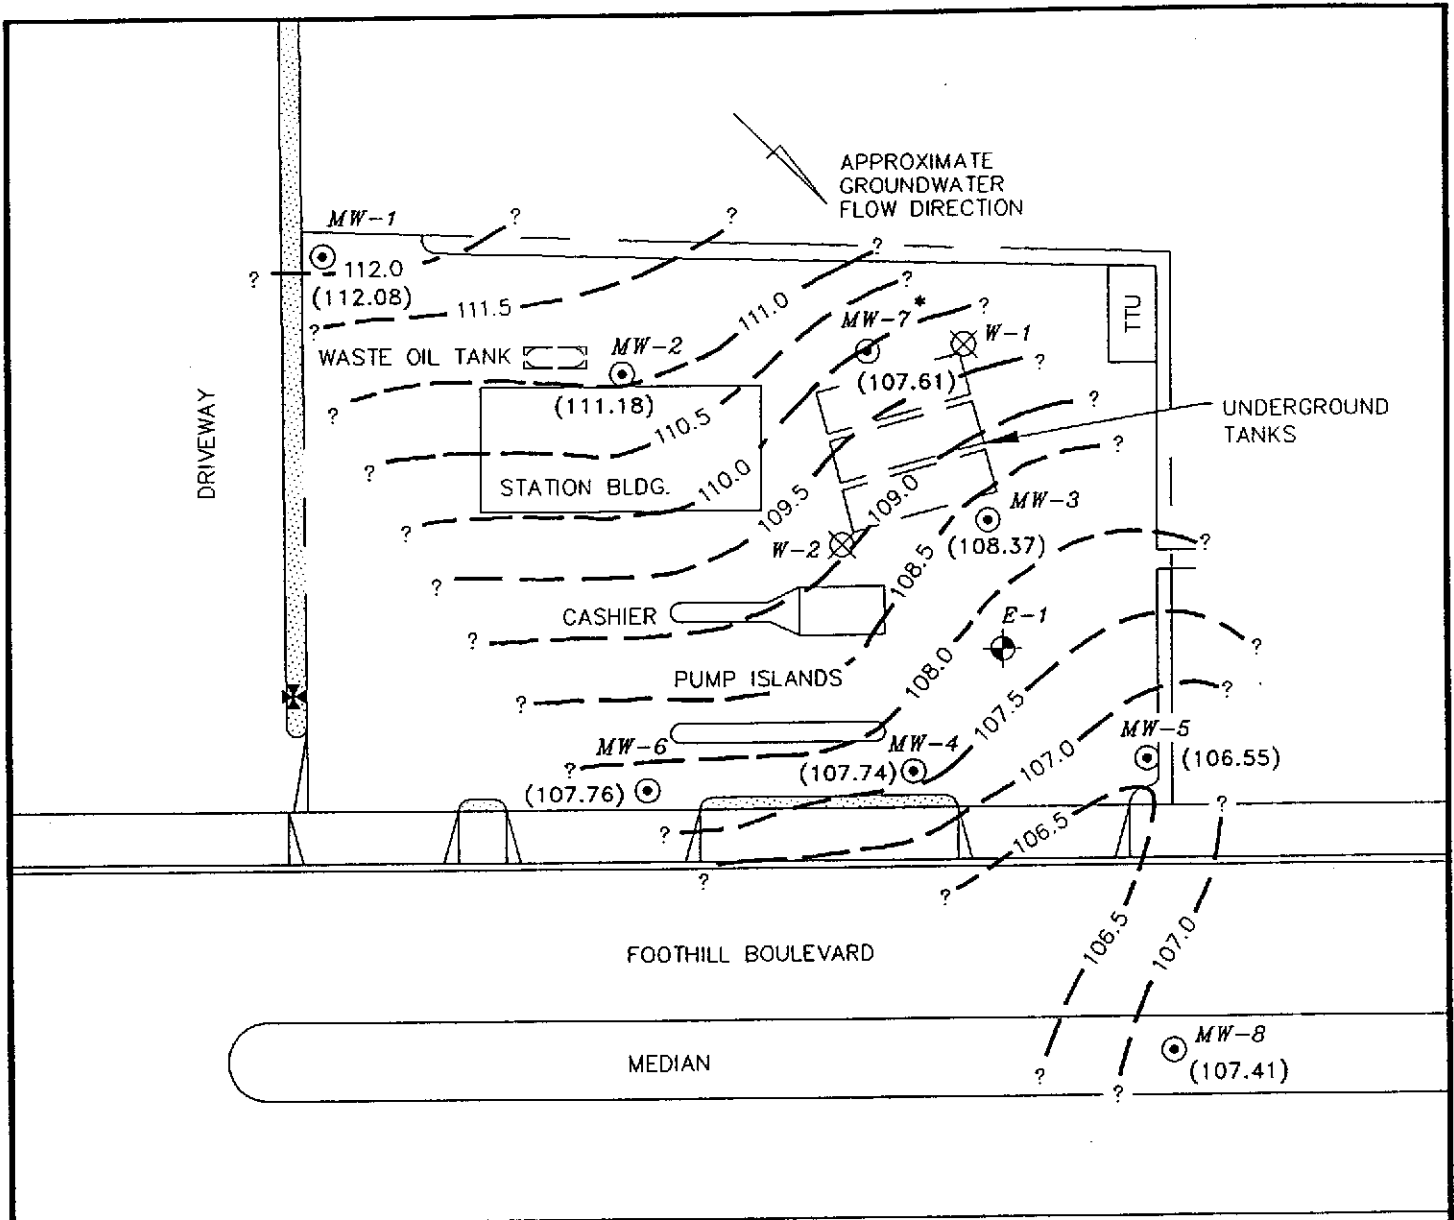 APPROXIMATE
GROUNDWATER
FLOW DIRECTION
MW-1
?
?
?
?
112.0
(112.08)
111.5
?
111.0
?
MW-7 *
?
W-1
TTU
?
WASTE OIL TANK
MW-2
(107.61)
?
(111.18)
?
110.5
?
UNDERGROUND
TANKS
DRIVEWAY
?
STATION BLDG.
110.0
109.5
109.0
MW-3
?
?
W-2
(108.37)
?
108.5
?
CASHIER
E-1
?
?
PUMP ISLANDS
108.0
?
?
107.5
MW-6
MW-4
MW-5
?
(107.74)
107.0
(106.55)
(107.76)
?
106.5
?
?
?
106.5
107.0
FOOTHILL BOULEVARD
MEDIAN
MW-8
?
(107.41)
?